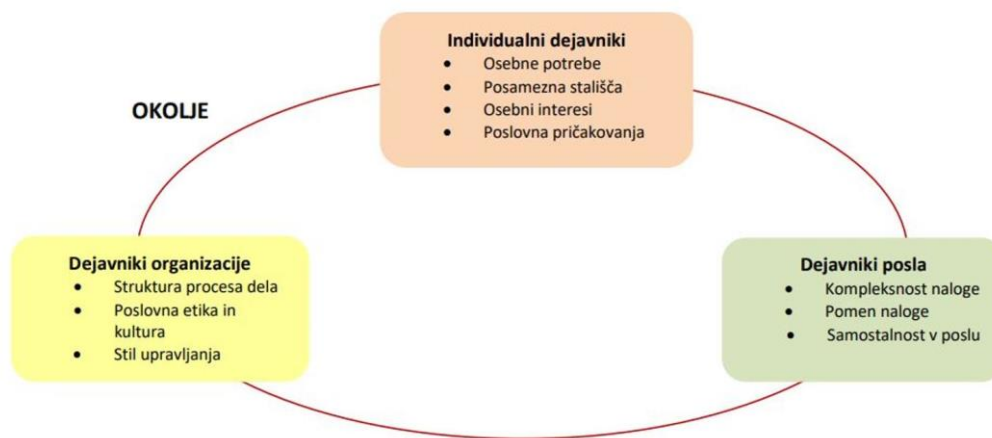 Individualni dejavniki
• Osebne potrebe
• Posamezna stališča
• Osebni interesi
• Poslovna pričakovanja
OKOLJE
Dejavniki organizacije
• Struktura procesa dela
• Poslovna etika in
kultura
• Stil upravljanja
Dejavniki posla
• Kompleksnost naloge
• Pomen naloge
• Samostalnost v poslu